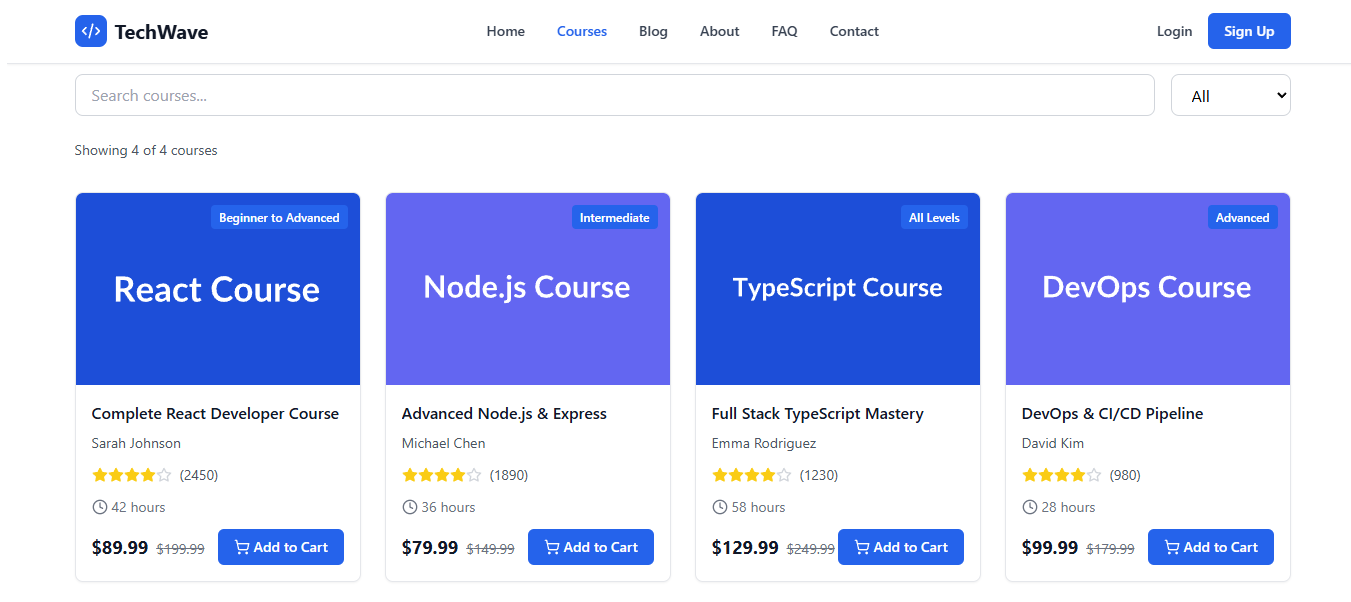 TechWave
Home Courses Blog About FAQ Contact
Login Sign Up
Search courses...
All
Showing 4 of 4 courses
Beginner to Advanced
React Course
Complete React Developer Course
Sarah Johnson
(2450)
42 hours
$89.99 $199.99 Add to Cart
Intermediate
Node.js Course
Advanced Node.js & Express
Michael Chen
(1890)
36 hours
$79.99 $149.99 Add to Cart
All Levels
TypeScript Course
Full Stack TypeScript Mastery
Emma Rodriguez
(1230)
58 hours
$129.99 $249.99 Add to Cart
Advanced
DevOps Course
DevOps & CI/CD Pipeline
David Kim
(980)
28 hours
$99.99 $179.99 Add to Cart